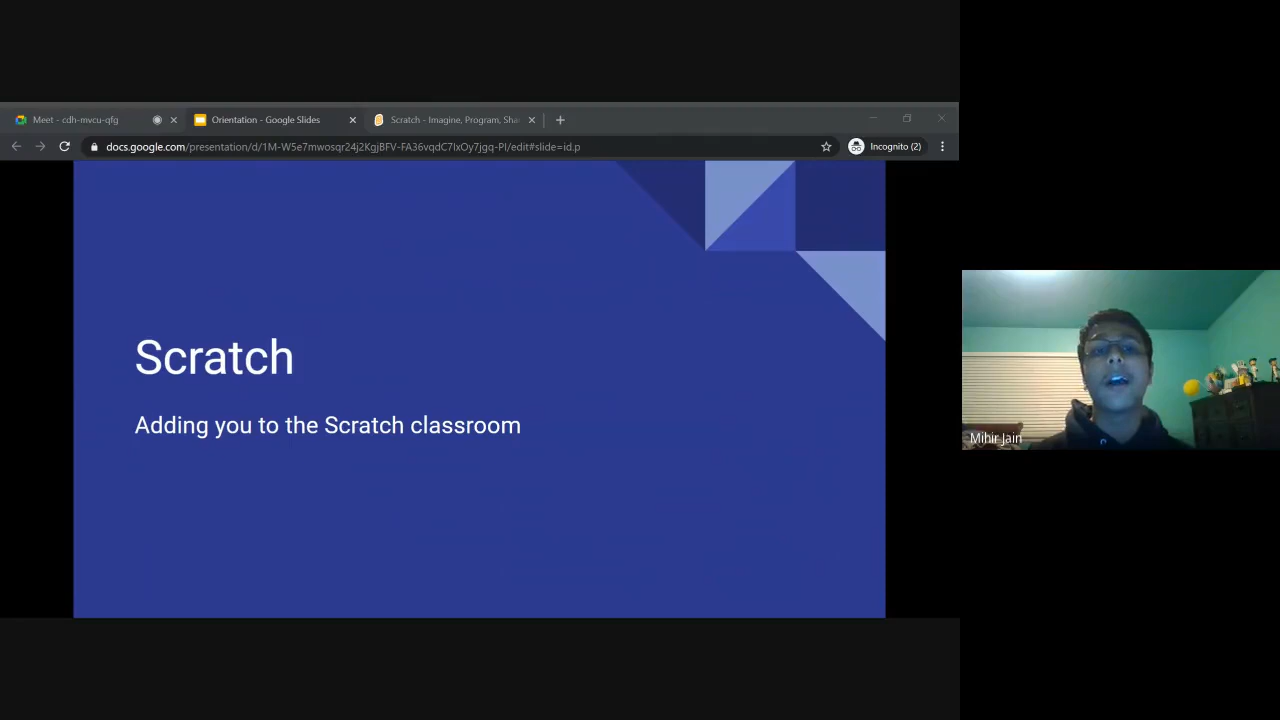 Meet - cdh-mvcu-qfg
Orientation - Google Slides
Scratch - Imagine, Program, Sha
docs.google.com/presentation/d/1M-W5e7mwosqr24j2KgjBFV-FA36vqdC7lxOy7jgq-PI/edit#slide=id.p
Incognito (2)
Scratch
Adding you to the Scratch classroom
Mihir Jain